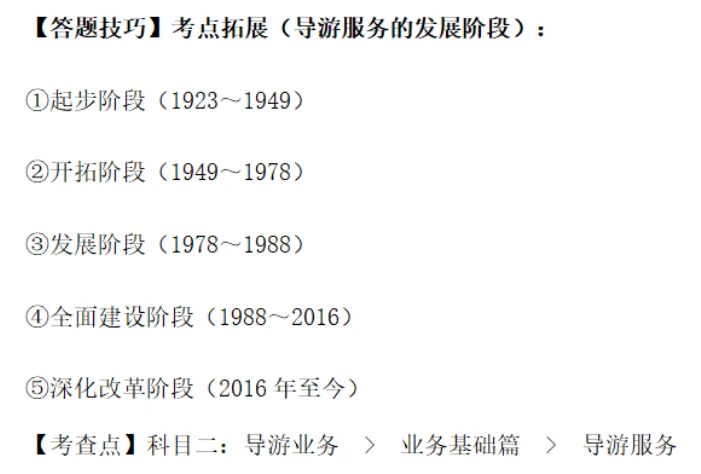 【答题技巧】考点拓展（导游服务的发展阶段）：
①起步阶段（1923～1949）
②开拓阶段（1949～1978）
③发展阶段（1978～1988）
④全面建设阶段（1988～2016）
⑤深化改革阶段（2016 年至今）
【考查点】科目二：导游业务 > 业务基础篇 > 导游服务